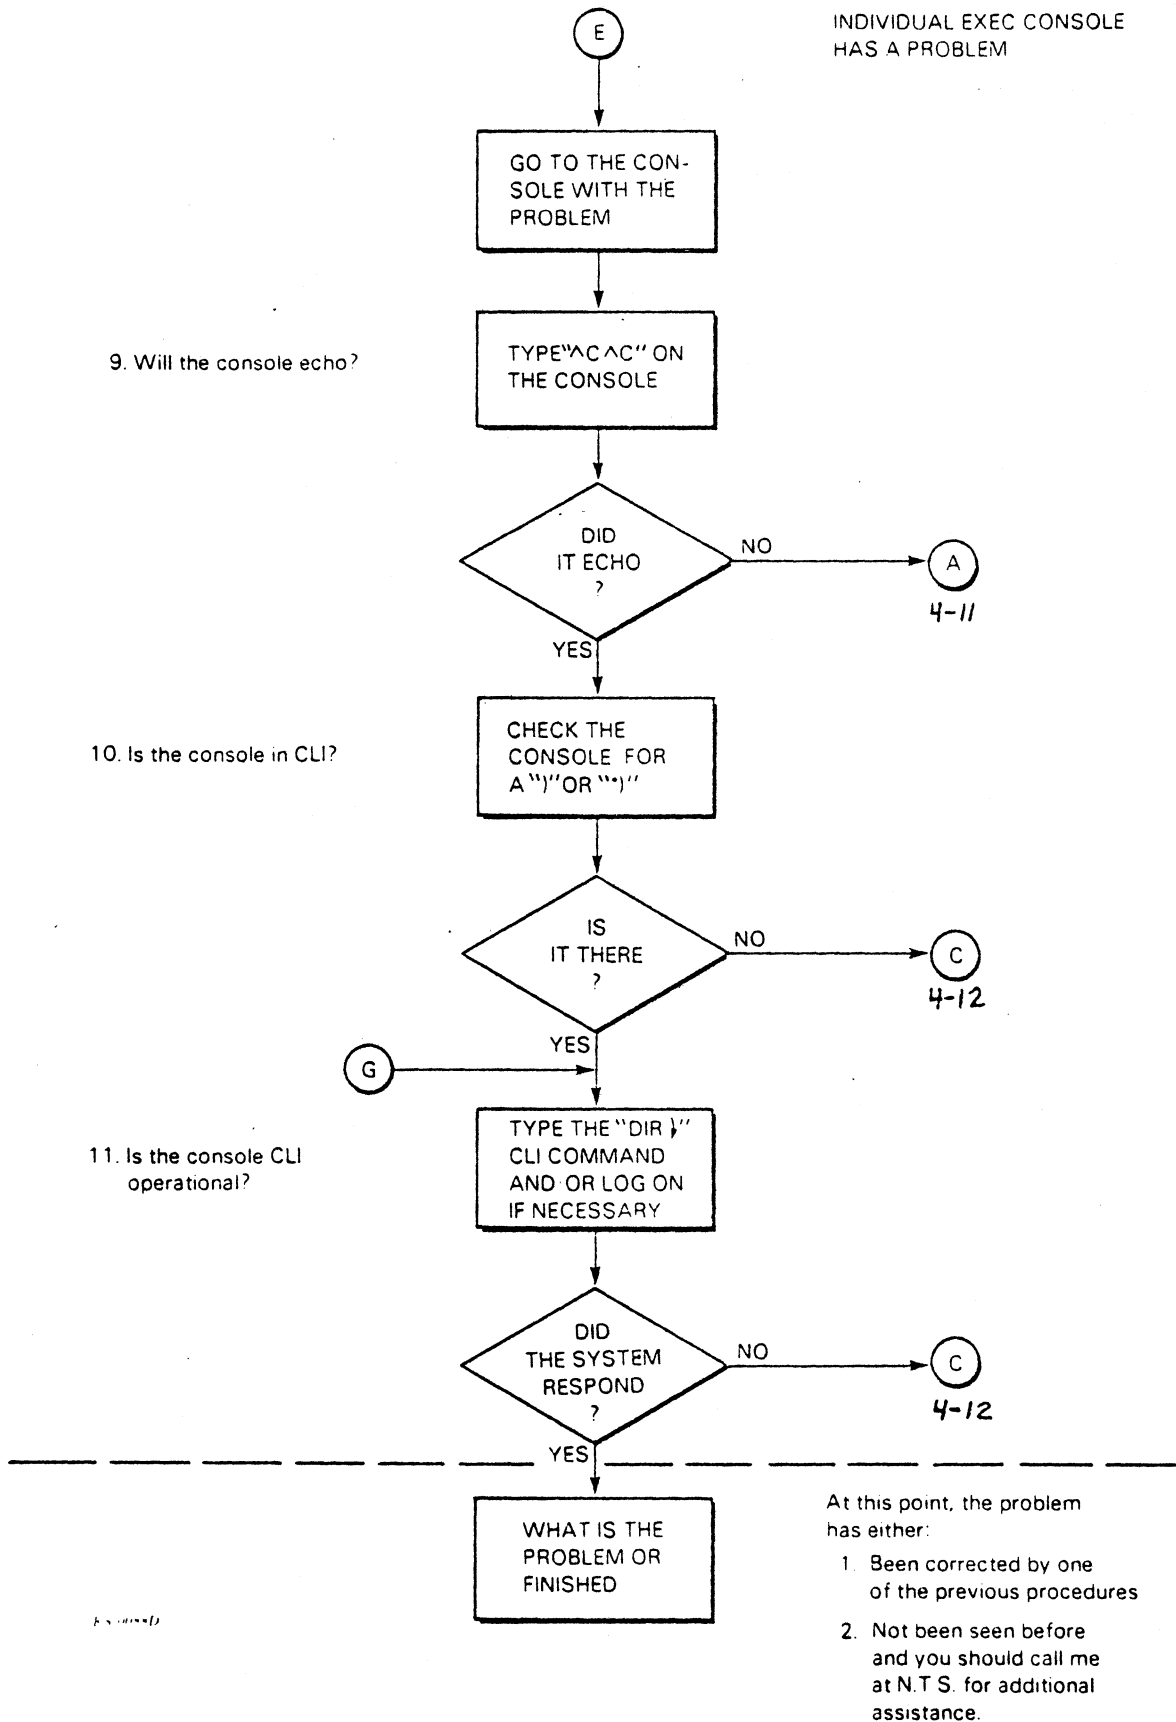 E
INDIVIDUAL EXEC CONSOLE
HAS A PROBLEM
GO TO THE CON-
SOLE WITH THE
PROBLEM
9. Will the console echo?
TYPE"^C^C" ON
THE CONSOLE
DID
IT ECHO
?
NO
A
4-11
YES
10. Is the console in CLI?
CHECK THE
CONSOLE FOR
A ")" OR "*)"
IS
IT THERE
?
NO
C
4-12
YES
G
11. Is the console CLI
operational?
TYPE THE "DIR ⤸"
CLI COMMAND
AND OR LOG ON
IF NECESSARY
DID
THE SYSTEM
RESPOND
?
NO
C
4-12
YES
WHAT IS THE
PROBLEM OR
FINISHED
At this point, the problem
has either:
1. Been corrected by one
of the previous procedures
2. Not been seen before
and you should call me
at N.T S. for additional
assistance.